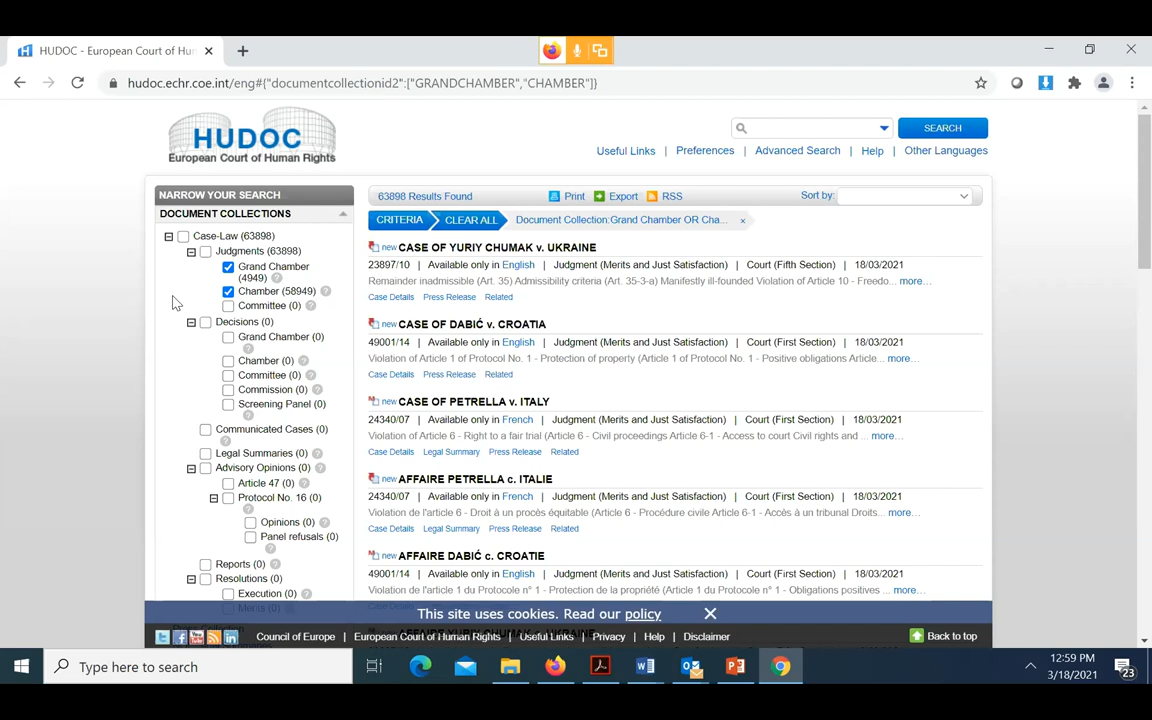 HUDOC - European Court of Hu
hudoc.echr.coe.int/eng#{"documentcollectionid2":["GRANDCHAMBER","CHAMBER"]}
HUDOC
European Court of Human Rights
SEARCH
Useful Links | Preferences | Advanced Search | Help | Other Languages
NARROW YOUR SEARCH
DOCUMENT COLLECTIONS
Case-Law (63898)
Judgments (63898)
Grand Chamber
(4949) ?
Chamber (58949) ?
Committee (0) ?
Decisions (0)
Grand Chamber (0)
?
Chamber (0) ?
Committee (0) ?
Commission (0) ?
Screening Panel (0)
?
Communicated Cases (0)
?
Legal Summaries (0) ?
Advisory Opinions (0) ?
Article 47 (0) ?
Protocol No. 16 (0)
?
Opinions (0) ?
Panel refusals (0)
?
Reports (0) ?
Resolutions (0)
Execution (0) ?
Merits (0) ?
63898 Results Found Print Export RSS Sort by:
CRITERIA CLEAR ALL Document Collection:Grand Chamber OR Cha... x
new CASE OF YURIY CHUMAK v. UKRAINE
23897/10 | Available only in English | Judgment (Merits and Just Satisfaction) | Court (Fifth Section) | 18/03/2021
Remainder inadmissible (Art. 35) Admissibility criteria (Art. 35-3-a) Manifestly ill-founded Violation of Article 10 - Freedo... more...
Case Details Press Release Related
new CASE OF DABIĆ v. CROATIA
49001/14 | Available only in English | Judgment (Merits and Just Satisfaction) | Court (First Section) | 18/03/2021
Violation of Article 1 of Protocol No. 1 - Protection of property (Article 1 of Protocol No. 1 - Positive obligations Article... more...
Case Details Press Release Related
new CASE OF PETRELLA v. ITALY
24340/07 | Available only in French | Judgment (Merits and Just Satisfaction) | Court (First Section) | 18/03/2021
Violation of Article 6 - Right to a fair trial (Article 6 - Civil proceedings Article 6-1 - Access to court Civil rights and ... more...
Case Details Legal Summary Press Release Related
new AFFAIRE PETRELLA c. ITALIE
24340/07 | Available only in French | Judgment (Merits and Just Satisfaction) | Court (First Section) | 18/03/2021
Violation de l'article 6 - Droit à un procès équitable (Article 6 - Procédure civile Article 6-1 - Accès à un tribunal Droits... more...
Case Details Legal Summary Press Release Related
new AFFAIRE DABIĆ c. CROATIE
49001/14 | Available only in English | Judgment (Merits and Just Satisfaction) | Court (First Section) | 18/03/2021
Violation de l'article 1 du Protocole n° 1 - Protection de la propriété (Article 1 du Protocole n° 1 - Obligations positives ... more...
This site uses cookies. Read our policy
Council of Europe | European Court of Human Rights | Useful Links | Privacy | Help | Disclaimer
Back to top
Type here to search
12:59 PM
3/18/2021
23